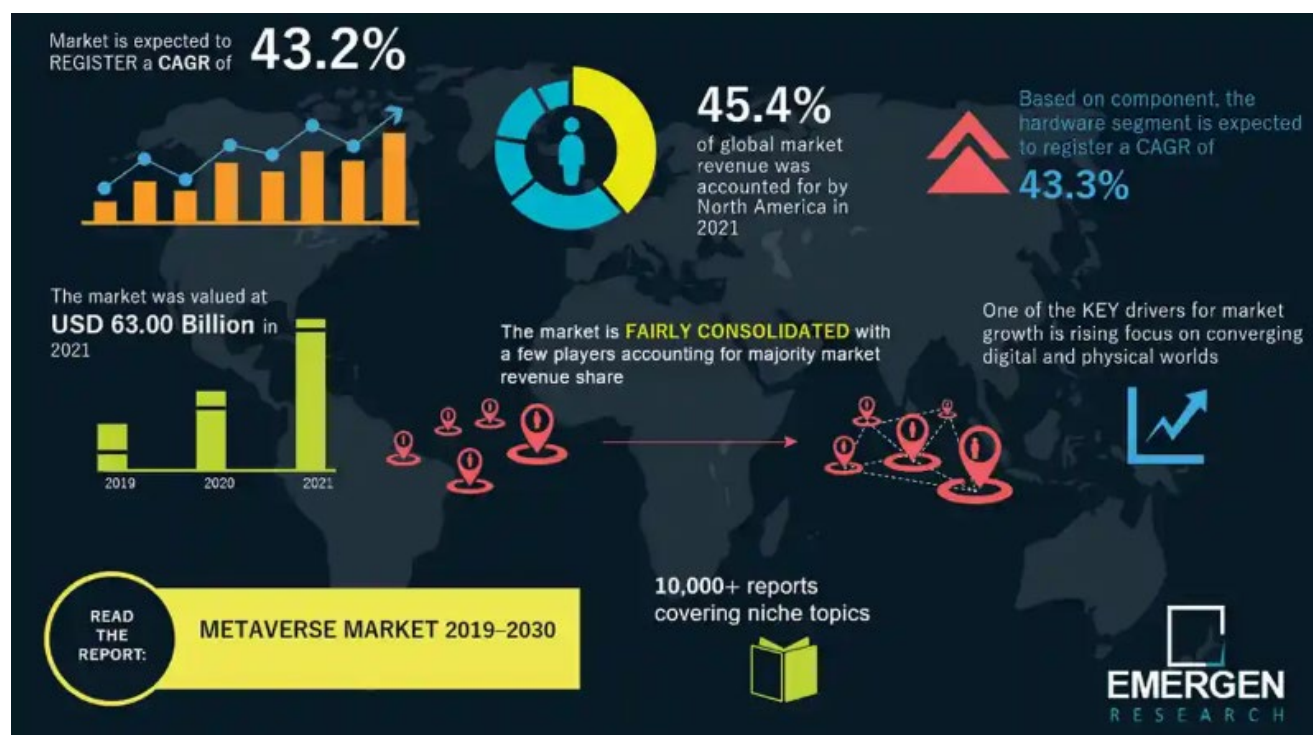 Market is expected to
REGISTER a CAGR of
43.2%
45.4%
of global market
revenue was
accounted for by
North America in
2021
Based on component, the
hardware segment is expected
to register a CAGR of
43.3%
The market was valued at
USD 63.00 Billion in
2021
2019
2020
2021
The market is FAIRLY CONSOLIDATED with
a few players accounting for majority market
revenue share
One of the KEY drivers for market
growth is rising focus on converging
digital and physical worlds
READ
THE
REPORT:
METAVERSE MARKET 2019–2030
10,000+ reports
covering niche topics
EMERGEN
RESEARCH